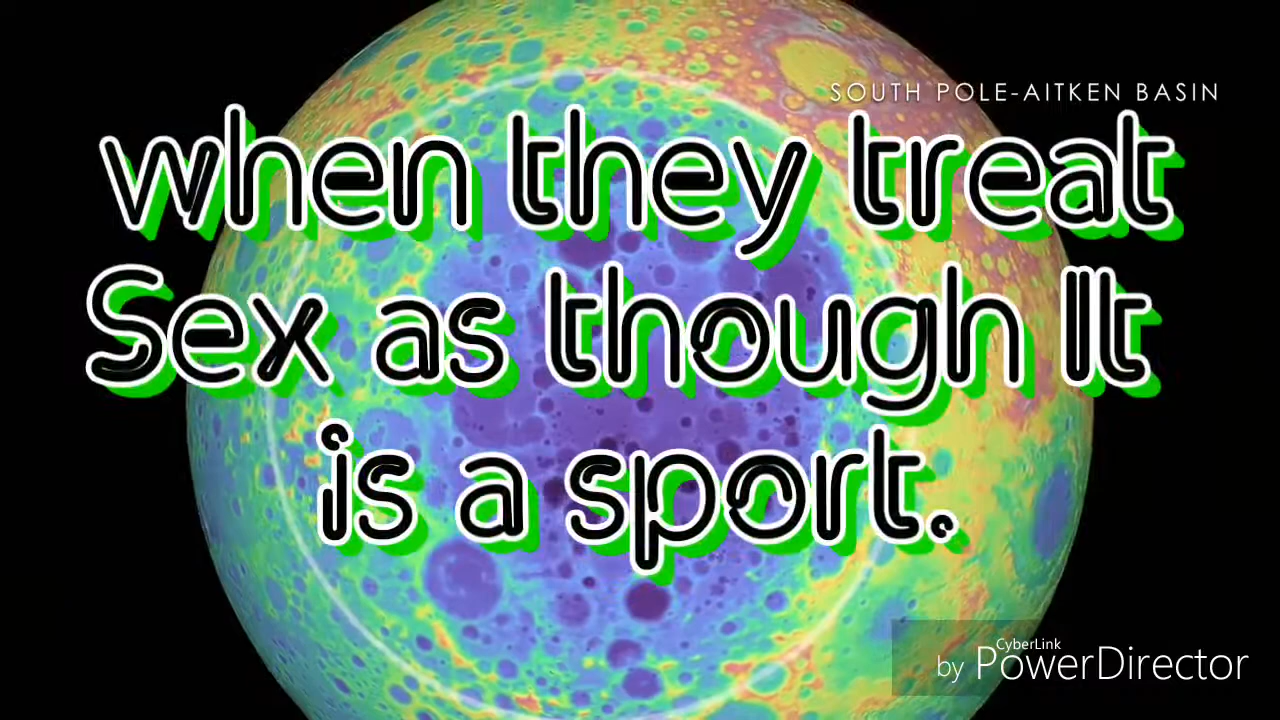 SOUTH POLE-AITKEN BASIN
when they treat
Sex as though It
is a sport.
CyberLink
by PowerDirector